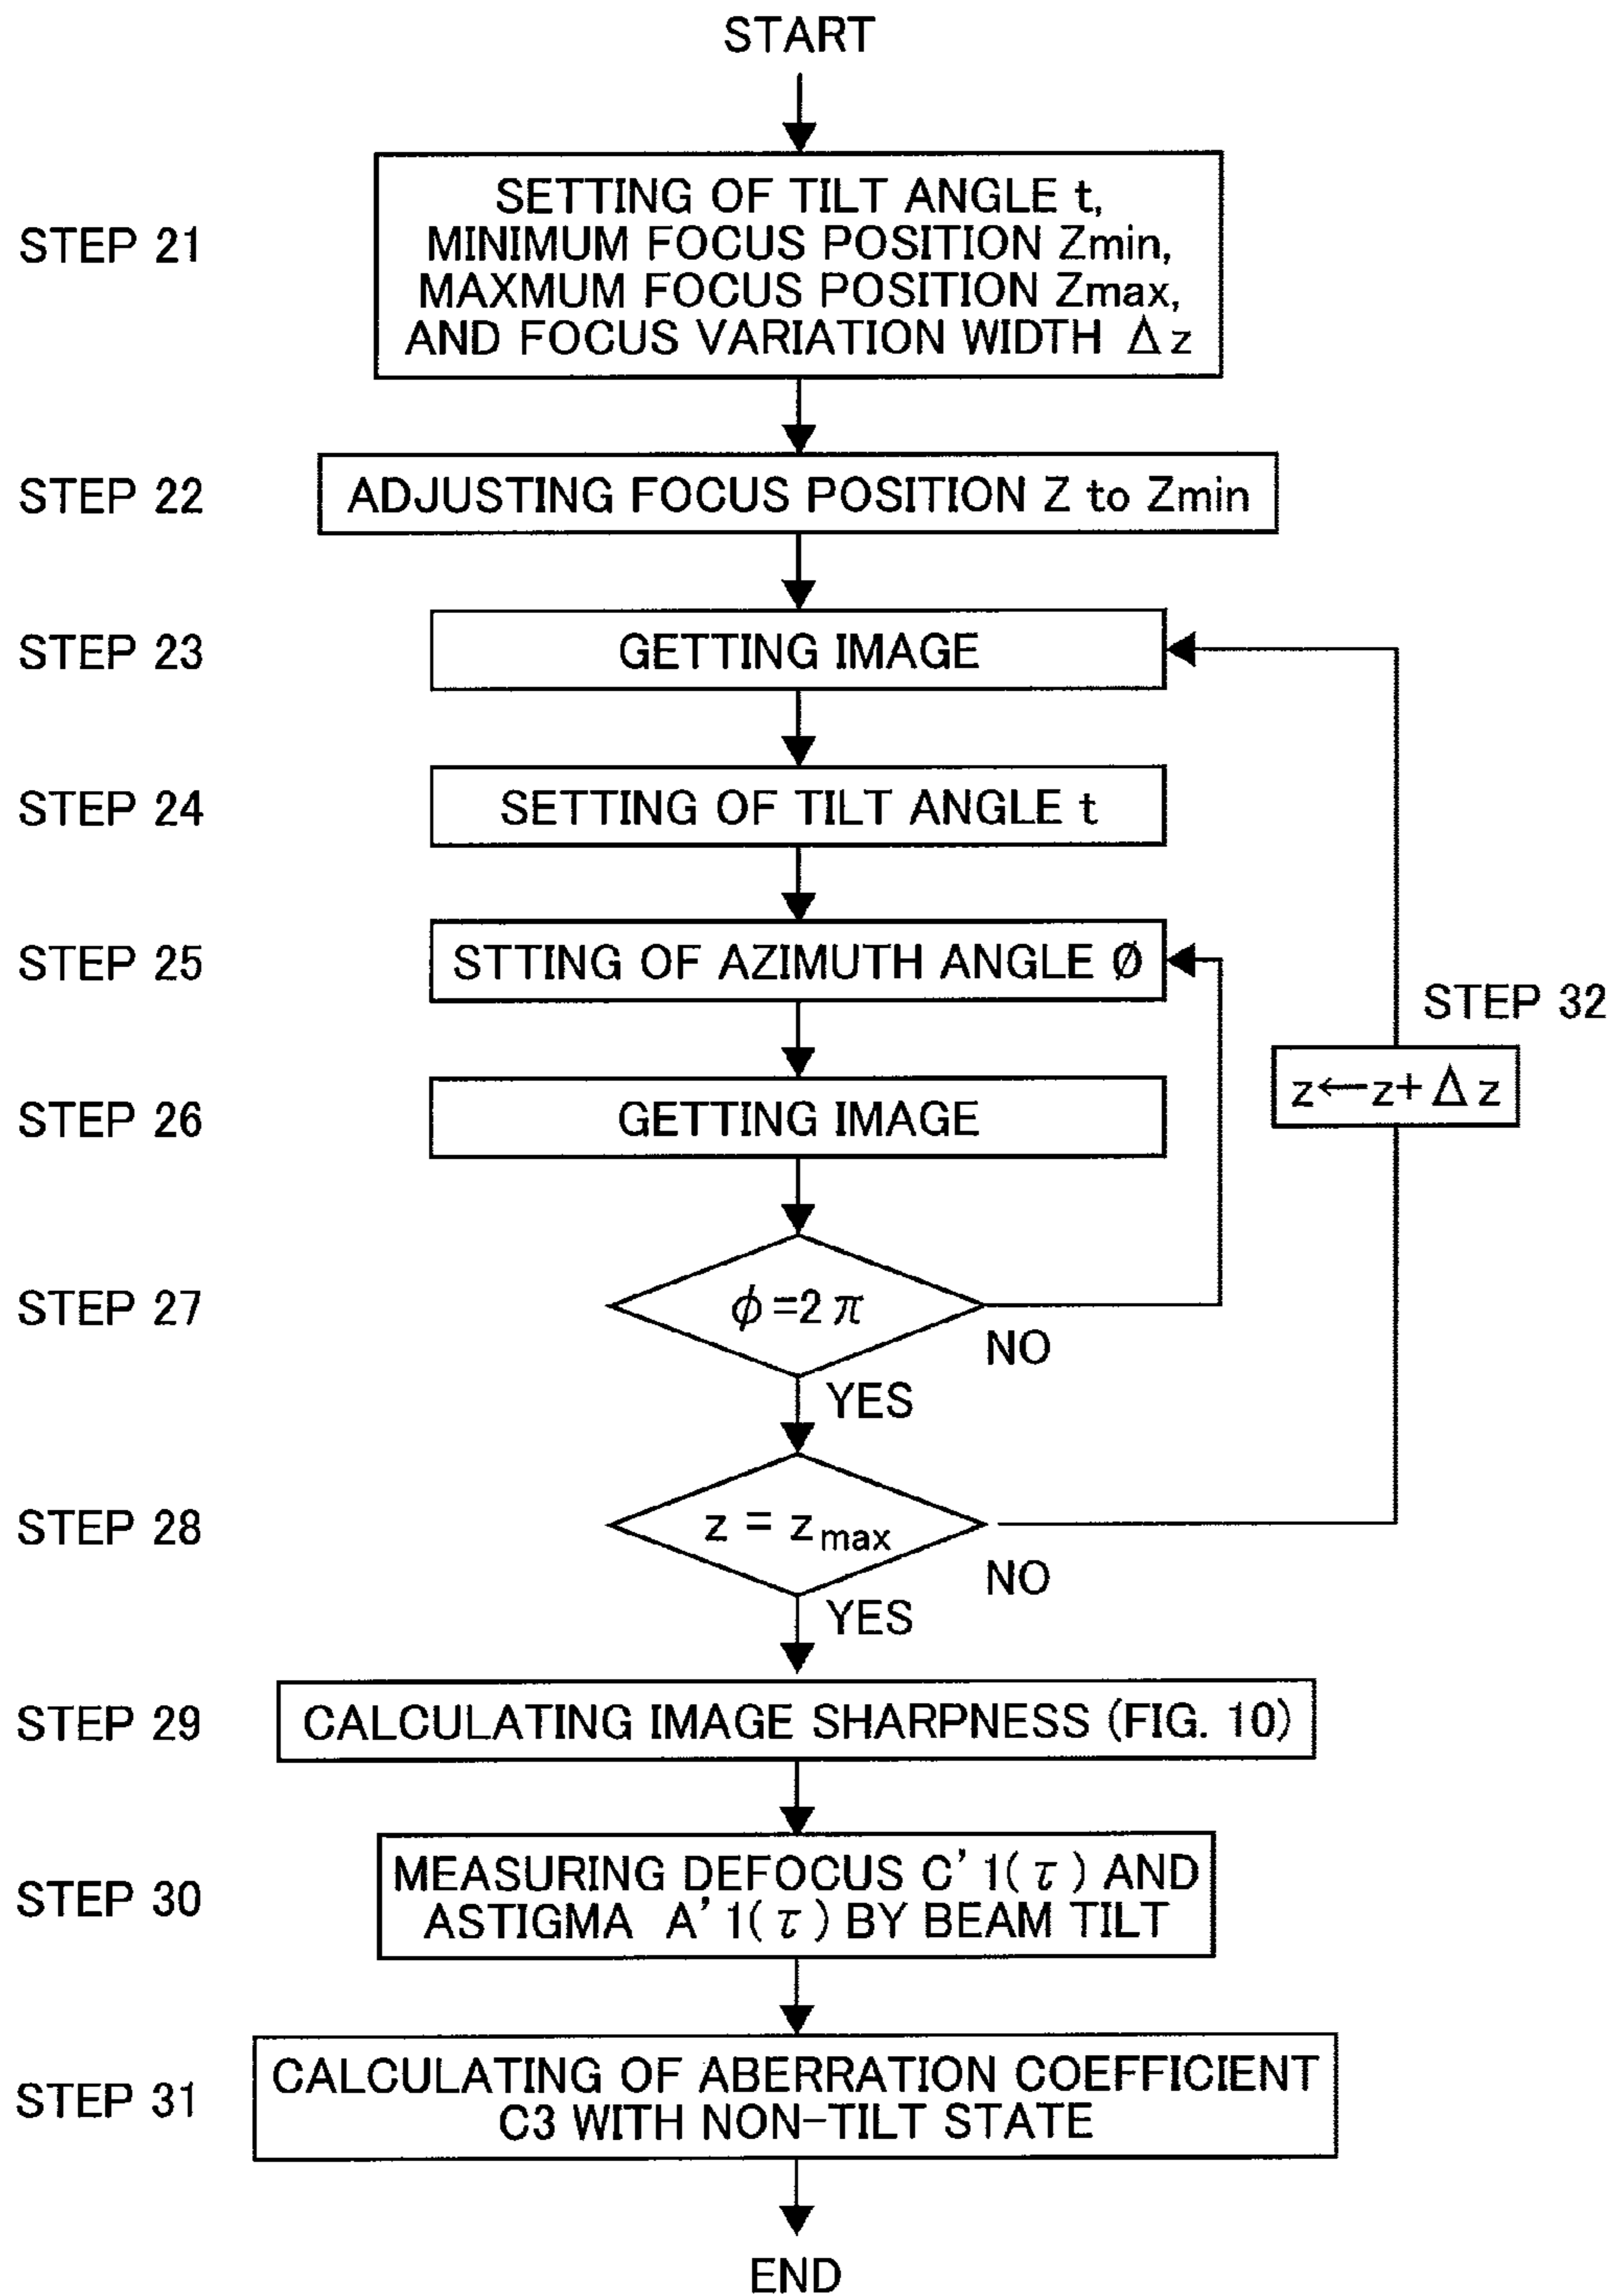 START
STEP 21
SETTING OF TILT ANGLE t,
MINIMUM FOCUS POSITION Zmin,
MAXMUM FOCUS POSITION Zmax,
AND FOCUS VARIATION WIDTH Δz
STEP 22
ADJUSTING FOCUS POSITION Z to Zmin
STEP 23
GETTING IMAGE
STEP 24
SETTING OF TILT ANGLE t
STEP 25
STTING OF AZIMUTH ANGLE Ø
STEP 32
z←z+Δz
STEP 26
GETTING IMAGE
STEP 27
ϕ=2π
NO
YES
STEP 28
z = zmax
NO
YES
STEP 29
CALCULATING IMAGE SHARPNESS (FIG. 10)
STEP 30
MEASURING DEFOCUS C'1(τ) AND
ASTIGMA A'1(τ) BY BEAM TILT
STEP 31
CALCULATING OF ABERRATION COEFFICIENT
C3 WITH NON-TILT STATE
END